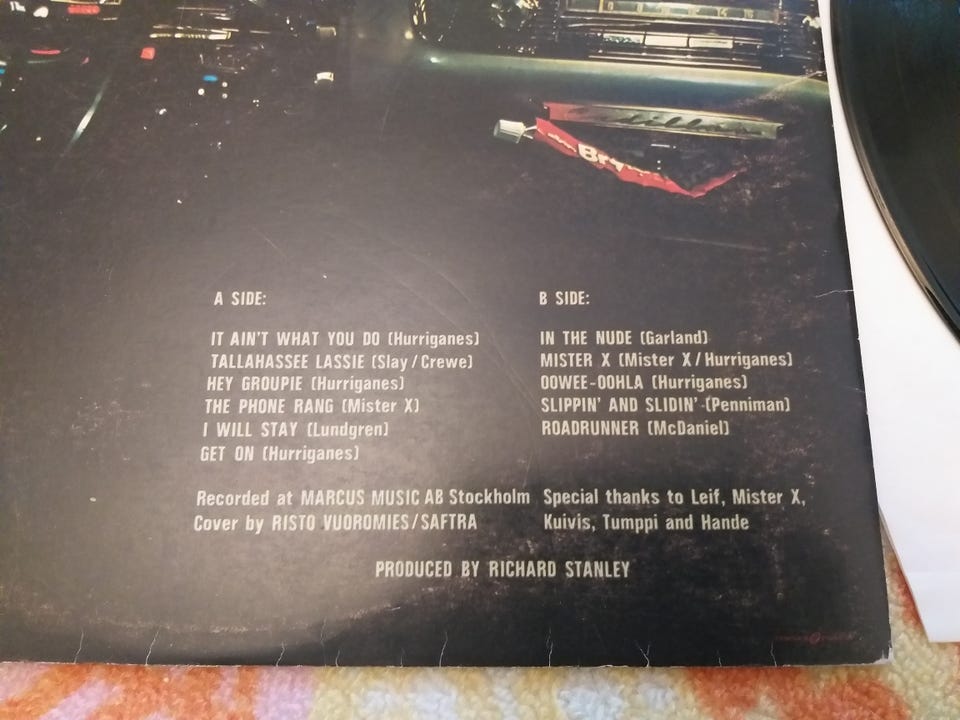 A SIDE:
IT AIN'T WHAT YOU DO (Hurriganes)
TALLAHASSEE LASSIE (Slay / Crewe)
HEY GROUPIE (Hurriganes)
THE PHONE RANG (Mister X)
I WILL STAY (Lundgren)
GET ON (Hurriganes)
B SIDE:
IN THE NUDE (Garland)
MISTER X (Mister X / Hurriganes)
OOWEE-OOHLA (Hurriganes)
SLIPPIN' AND SLIDIN' (Penniman)
ROADRUNNER (McDaniel)
Recorded at MARCUS MUSIC AB Stockholm
Cover by RISTO VUORIMIES / SAFTRA
Special thanks to Leif, Mister X,
Kuivis, Tumppi and Hande
PRODUCED BY RICHARD STANLEY